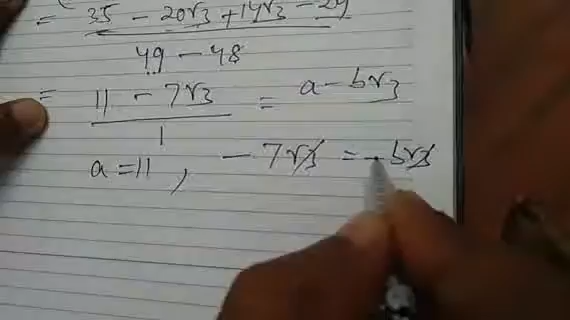 = 35 - 20√3 + 14√3 - 24
49 - 48
= 11 - 7√3 = a - b√3
1
a = 11 , - 7√3 = - b√3